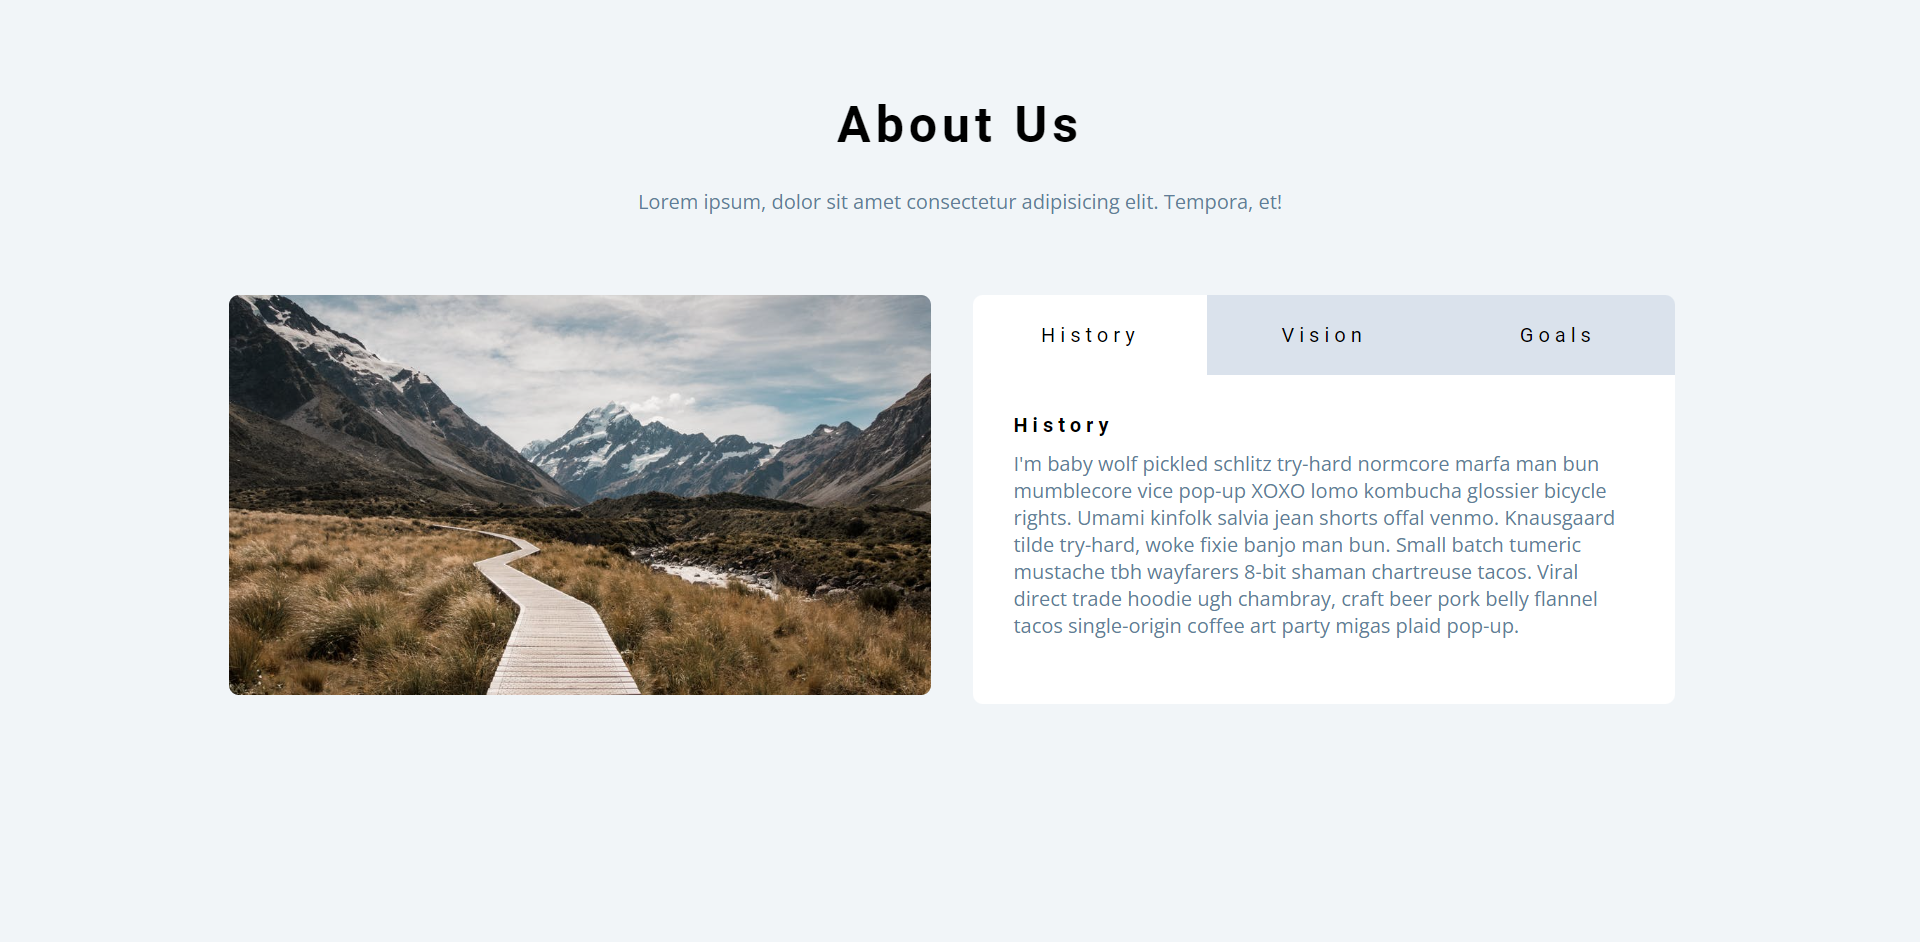 About Us
Lorem ipsum, dolor sit amet consectetur adipisicing elit. Tempora, et!
History
Vision
Goals
History
I'm baby wolf pickled schlitz try-hard normcore marfa man bun
mumblecore vice pop-up XOXO lomo kombucha glossier bicycle
rights. Umami kinfolk salvia jean shorts offal venmo. Knausgaard
tilde try-hard, woke fixie banjo man bun. Small batch tumeric
mustache tbh wayfarers 8-bit shaman chartreuse tacos. Viral
direct trade hoodie ugh chambray, craft beer pork belly flannel
tacos single-origin coffee art party migas plaid pop-up.